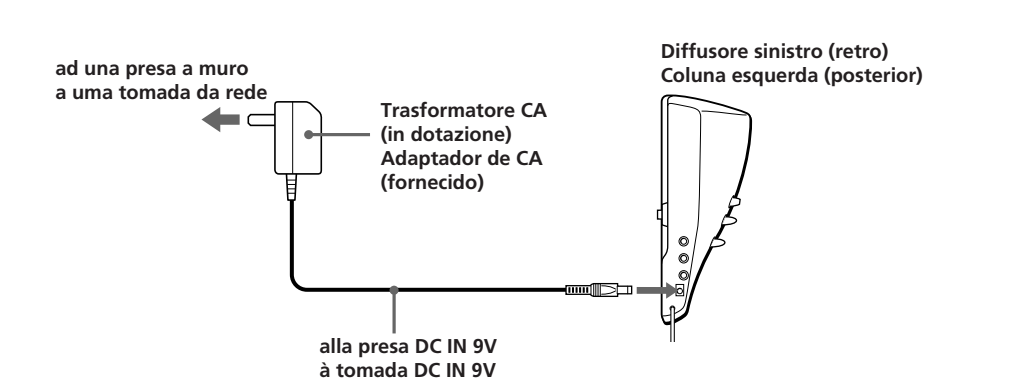 ad una presa a muro
a uma tomada da rede
Diffusore sinistro (retro)
Coluna esquerda (posterior)
Trasformatore CA
(in dotazione)
Adaptador de CA
(fornecido)
alla presa DC IN 9V
à tomada DC IN 9V